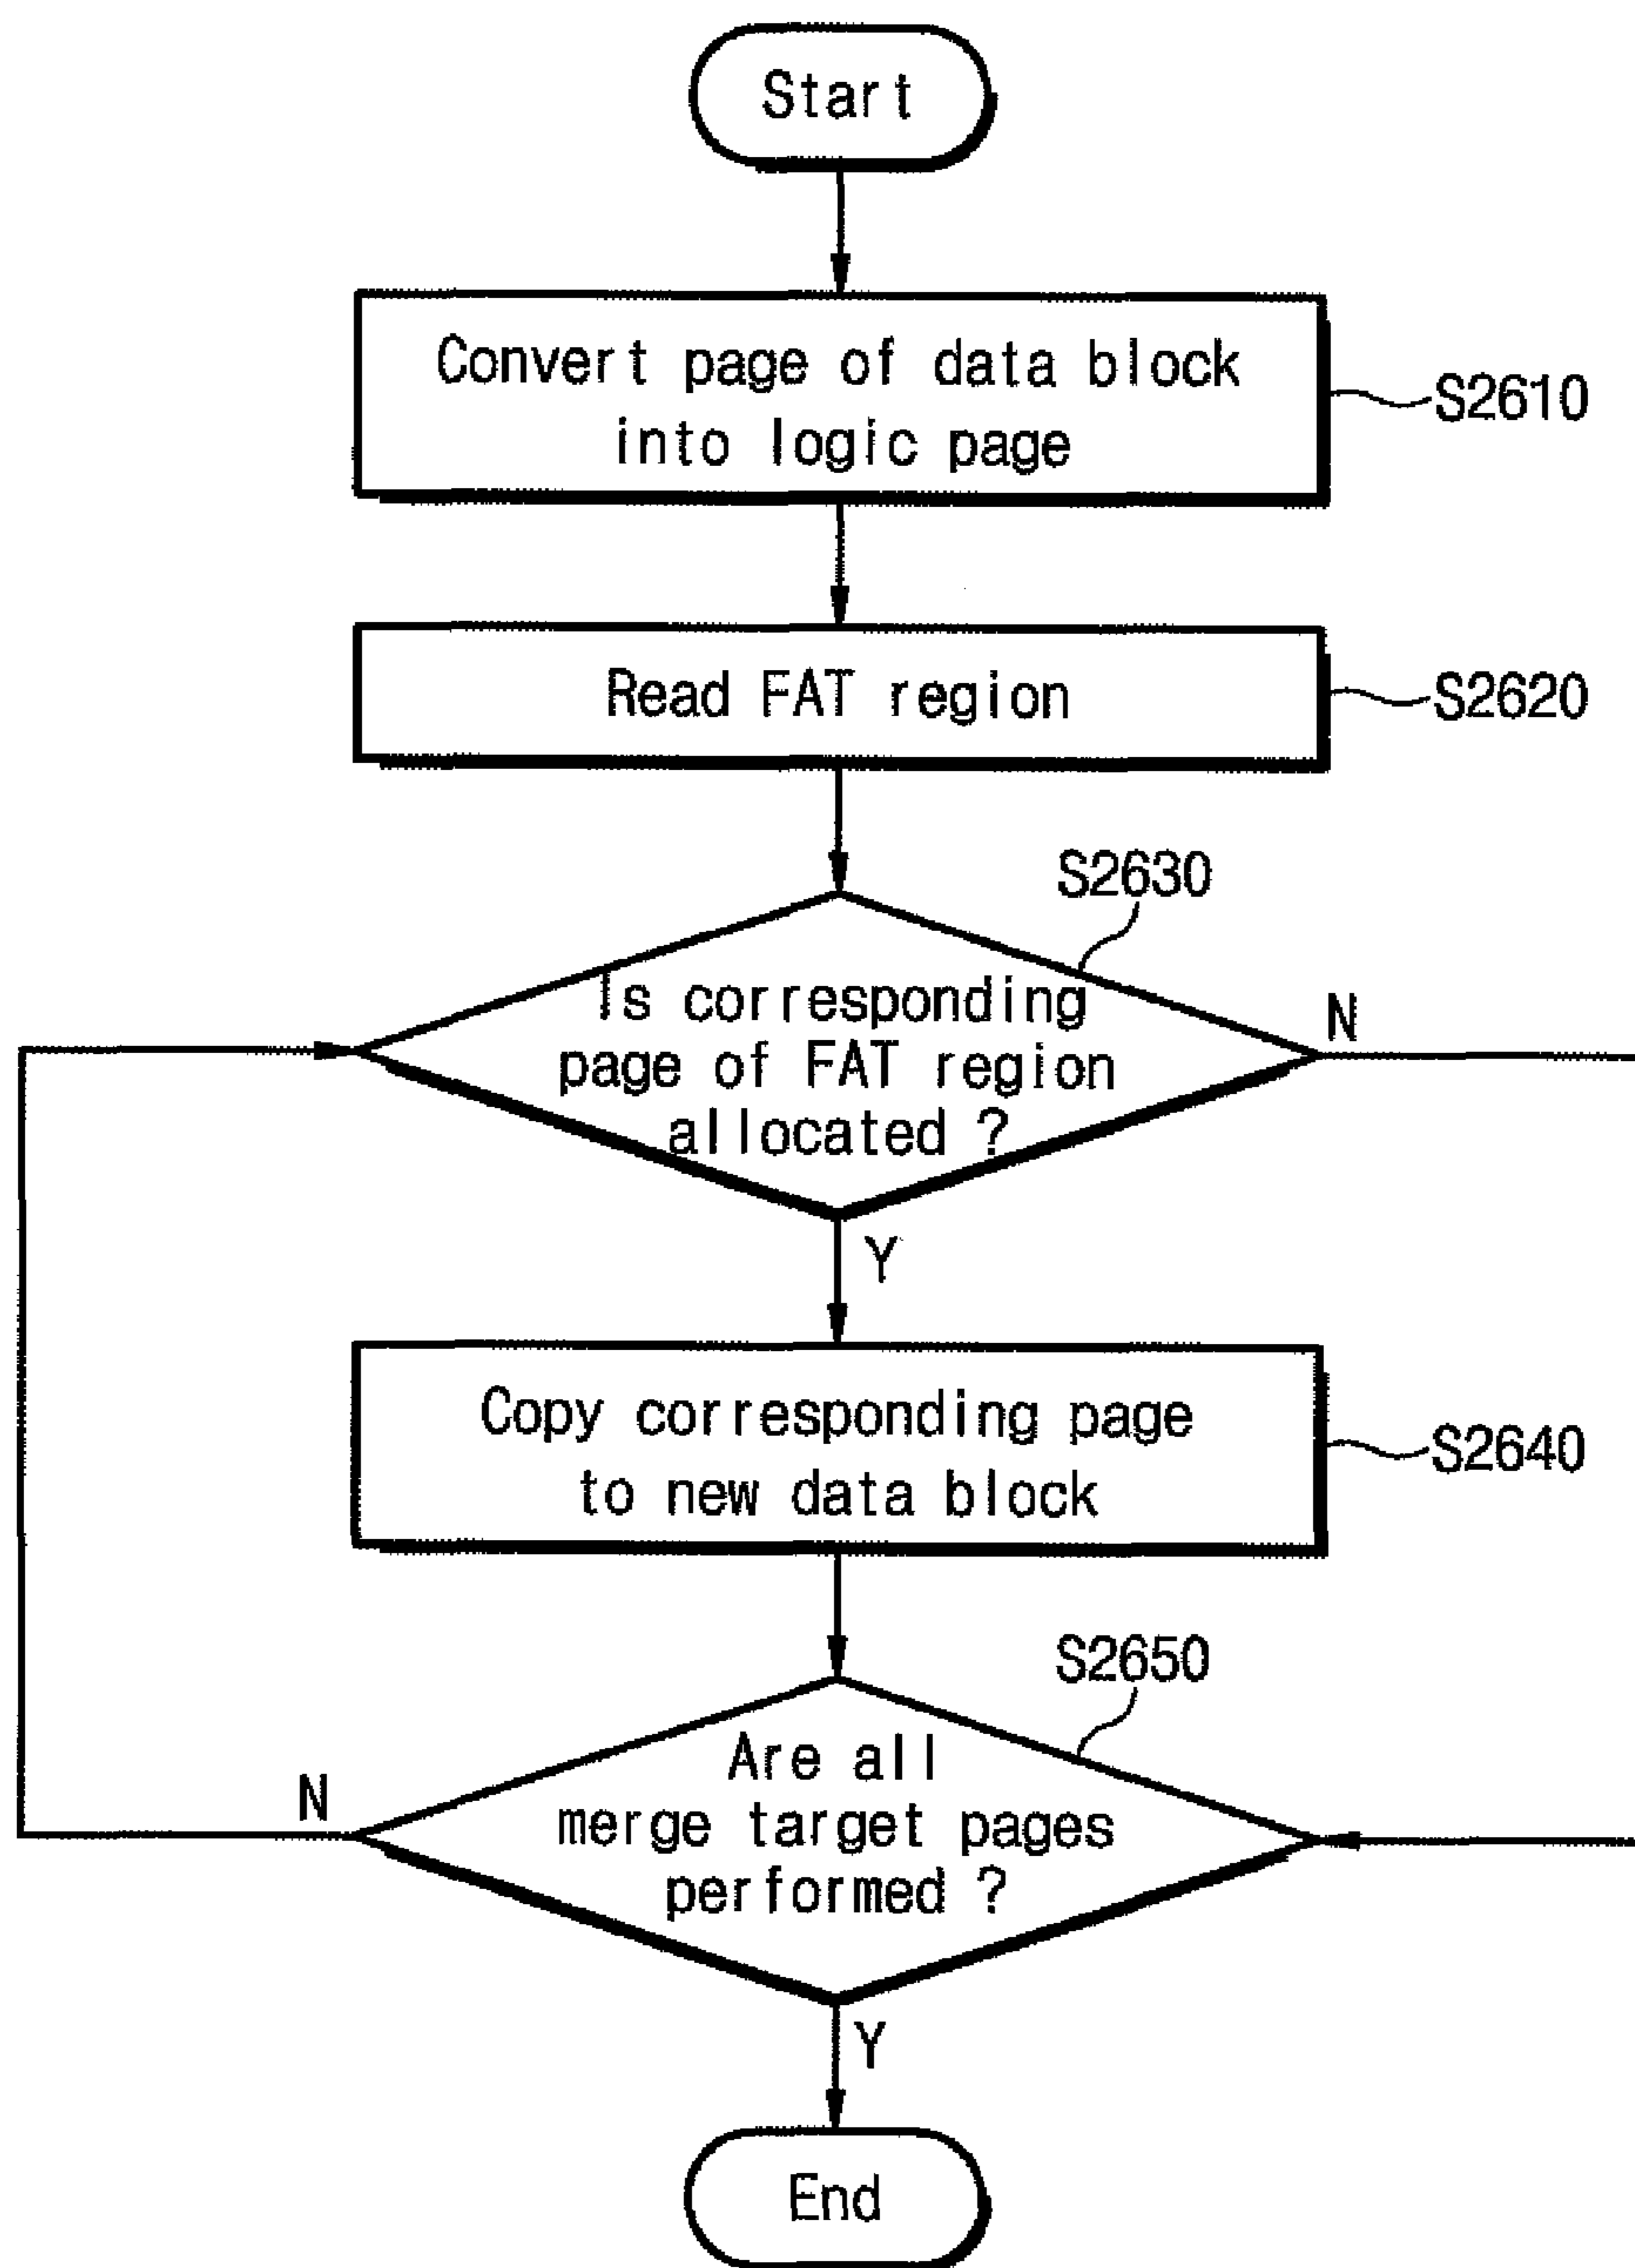 Start
Convert page of data block
into logic page
S2610
Read FAT region
S2620
S2630
Is corresponding
page of FAT region
allocated ?
N
Y
Copy corresponding page
to new data block
S2640
S2650
Are all
merge target pages
performed ?
N
Y
End